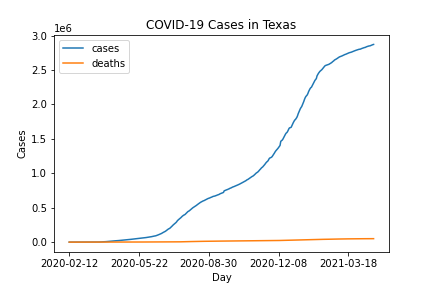 COVID-19 Cases in Texas
1e6
cases
deaths
3.0
2.5
2.0
1.5
1.0
0.5
0.0
Cases
2020-02-12 2020-05-22 2020-08-30 2020-12-08 2021-03-18
Day